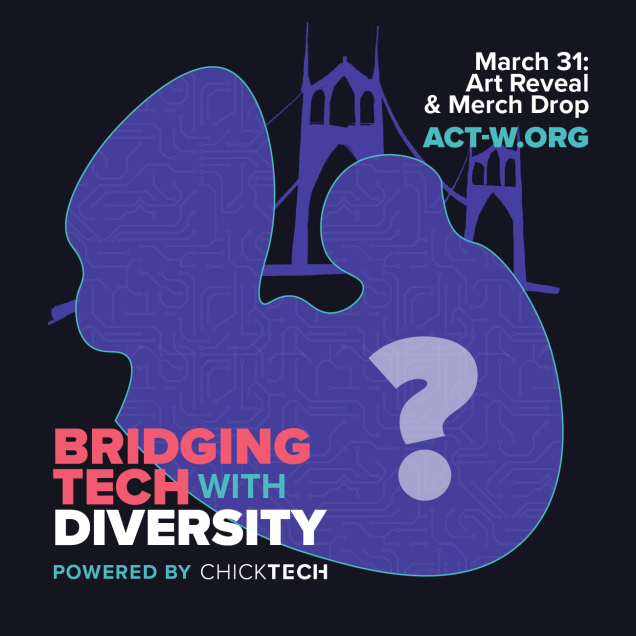 March 31:
Art Reveal
& Merch Drop
ACT-W.ORG
?
BRIDGING
TECH WITH
DIVERSITY
POWERED BY CHICKTECH